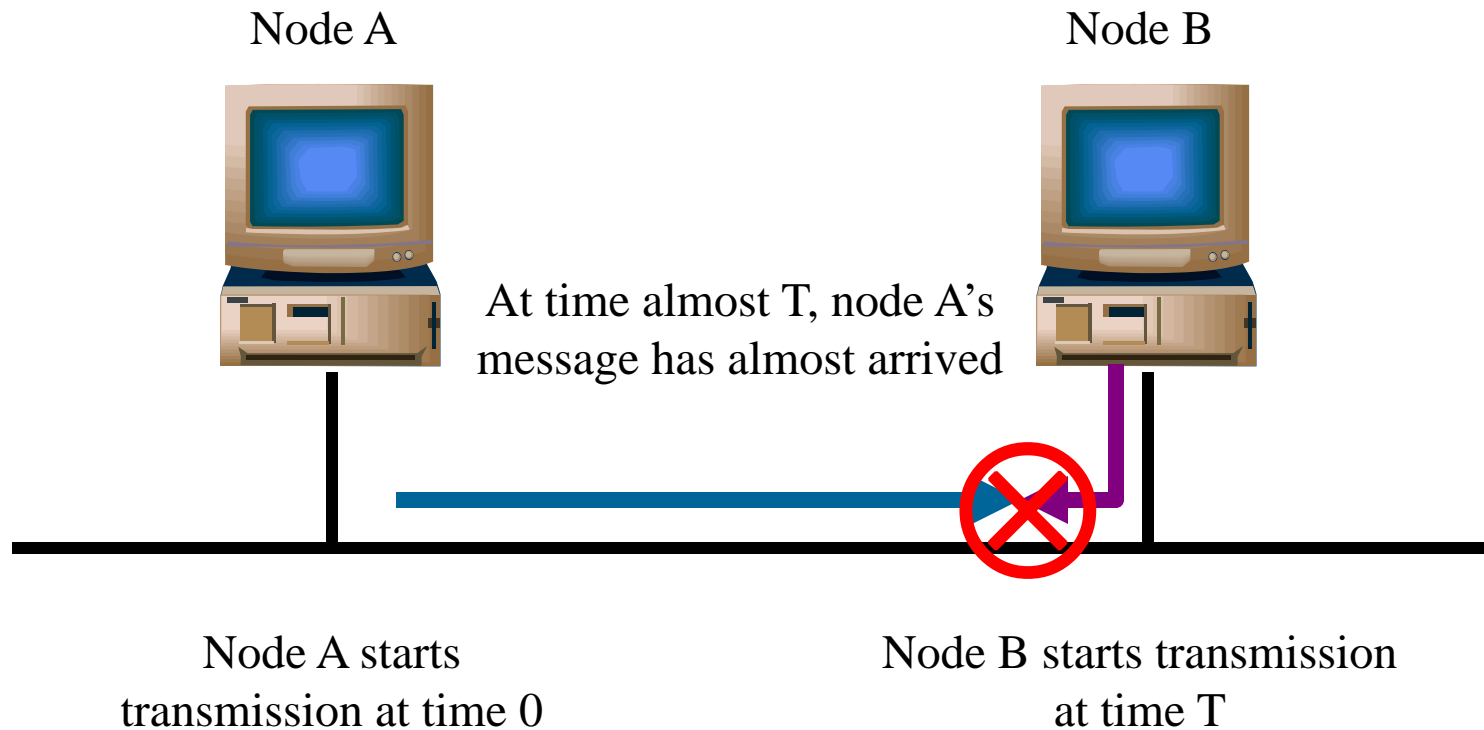 Node A
Node B
At time almost T, node A’s
message has almost arrived
Node A starts
transmission at time 0
Node B starts transmission
at time T